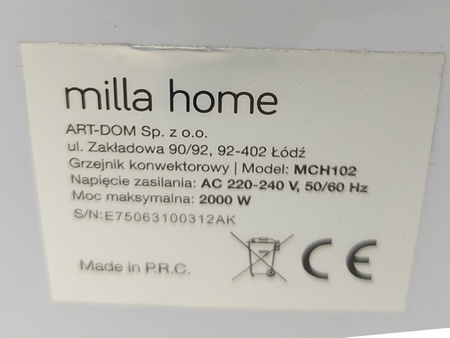 milla home
ART-DOM Sp. z o.o.
ul. Zakładowa 90/92, 92-402 Łódź
Grzejnik konwektorowy | Model: MCH102
Napięcie zasilania: AC 220-240 V, 50/60 Hz
Moc maksymalna: 2000 W
S/N:E75063100312AK
Made in P.R.C.
CE